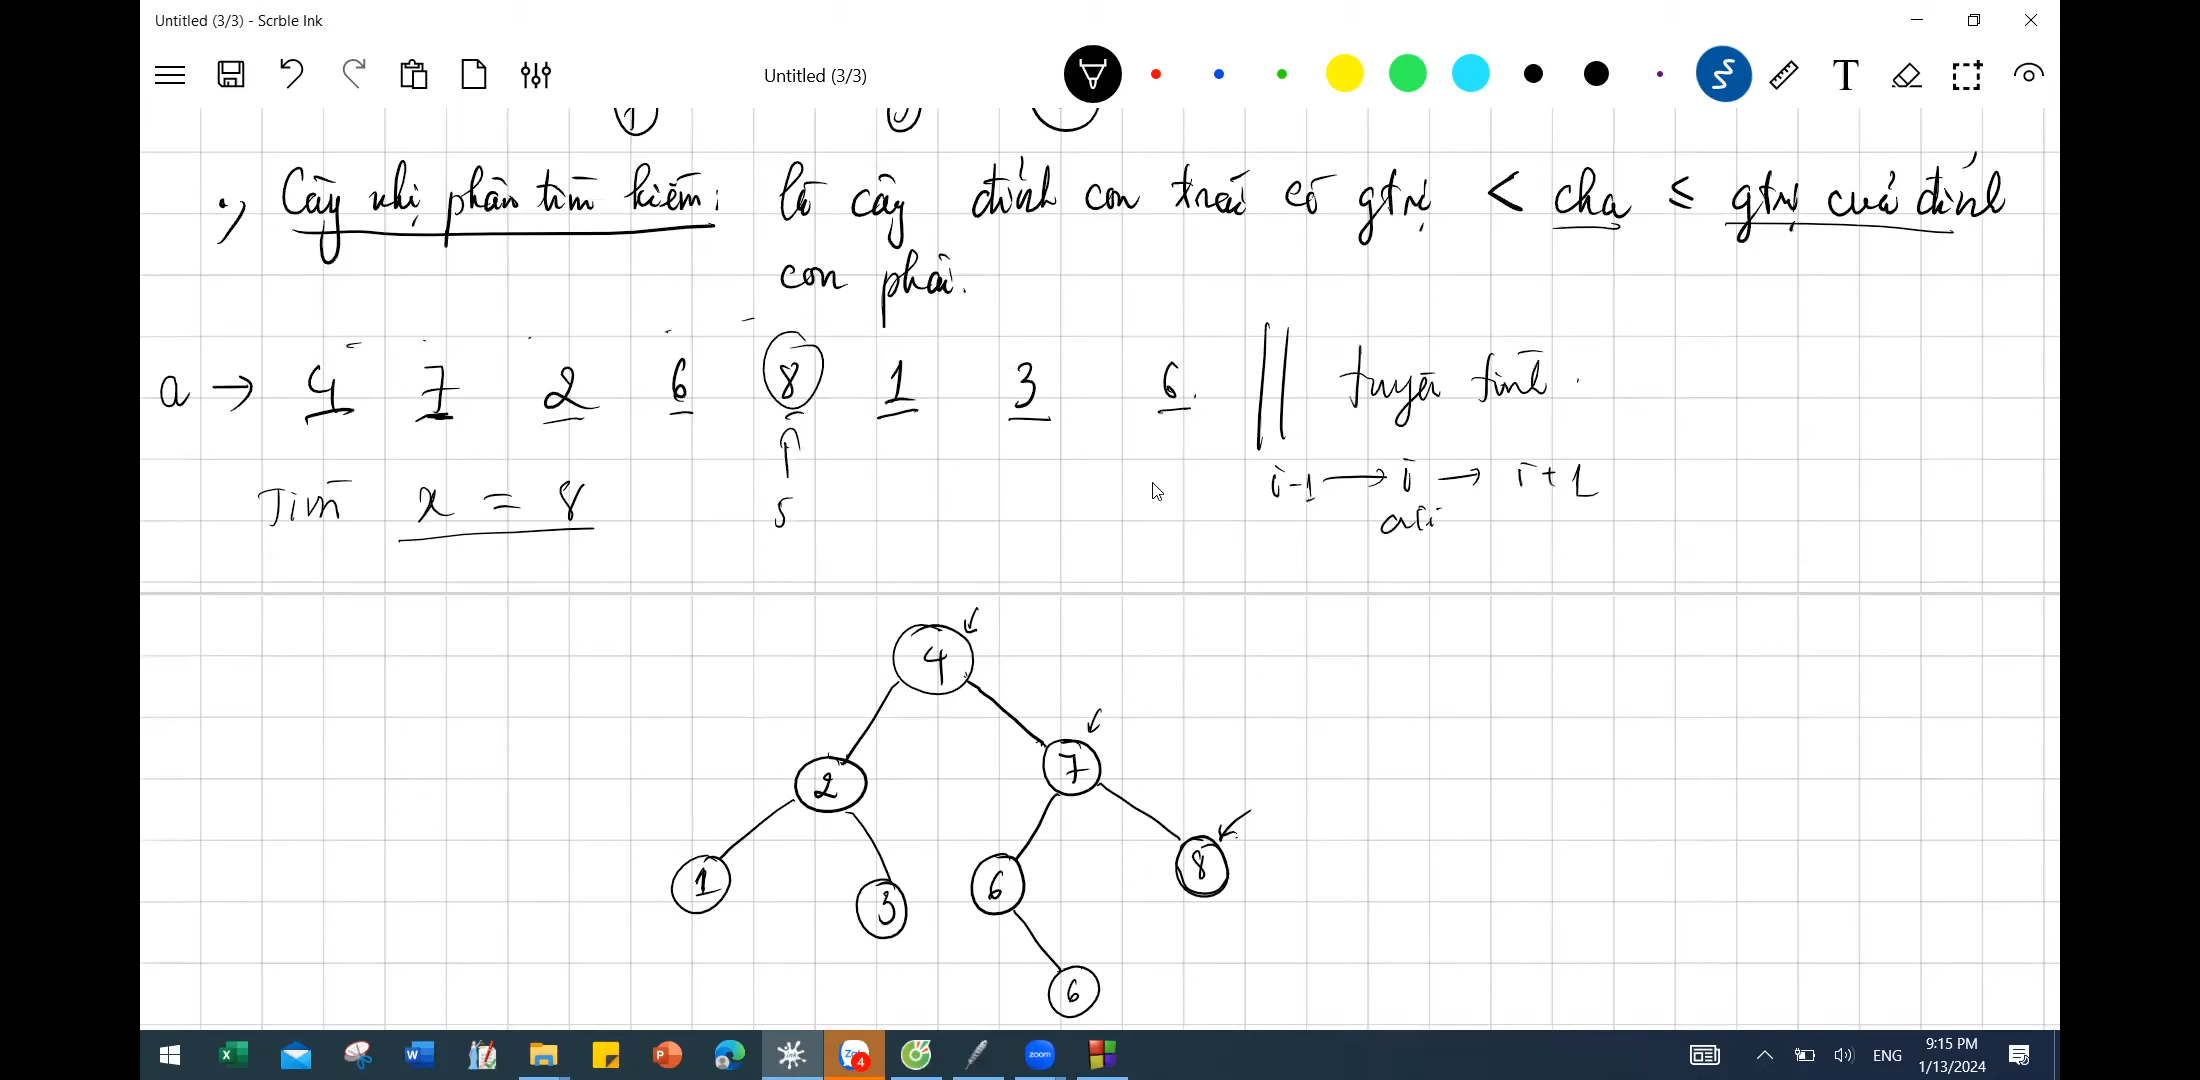 Untitled (3/3) - Scrble Ink
Untitled (3/3)
T
Cây nhị phân tìm kiếm: là cây đỉnh con trái có gtrị < cha ≤ gtrị của đỉnh
con phải.
a → 4 7 2 6 8 1 3 6. || tuyến tính.
i-1 → i → i+1
Tìm x = 8
5
a[i
4
2 7
1 3 6 8
6
ENG
9:15 PM
1/13/2024
4
zoom